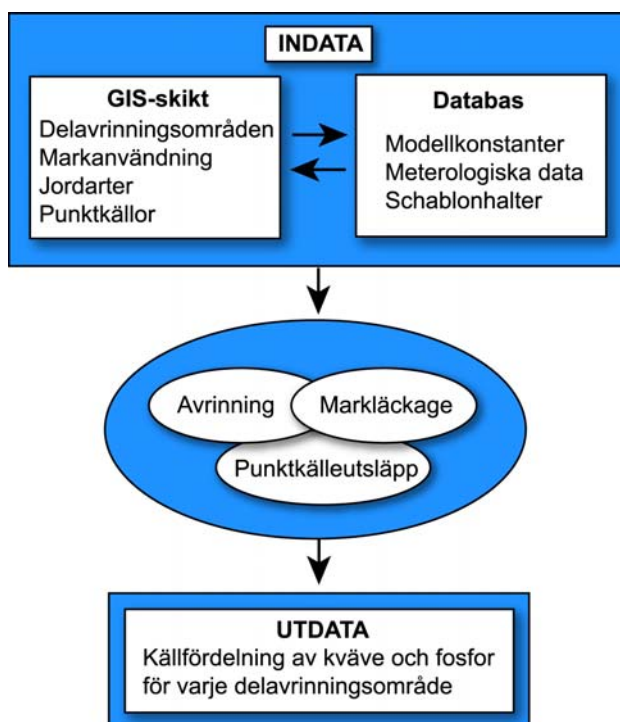 INDATA
GIS-skikt
Delavrinningsområden
Markanvändning
Jordarter
Punktkällor
Databas
Modellkonstanter
Meterologiska data
Schablonhalter
Avrinning
Markläckage
Punktkälleutsläpp
UTDATA
Källfördelning av kväve och fosfor
för varje delavrinningsområde